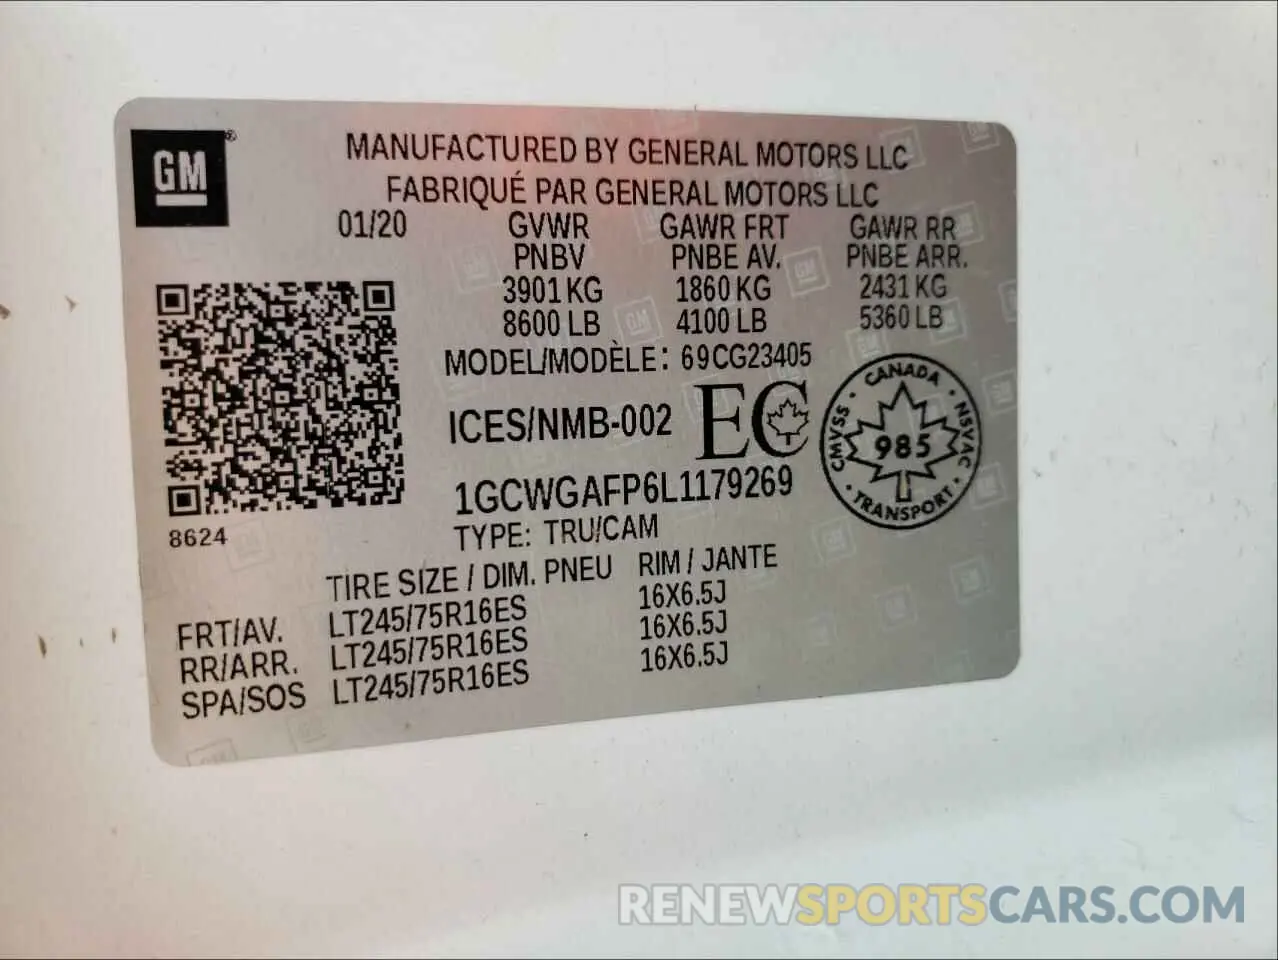 GM®
MANUFACTURED BY GENERAL MOTORS LLC
FABRIQUÉ PAR GENERAL MOTORS LLC
01/20 GVWR GAWR FRT GAWR RR
PNBV PNBE AV. PNBE ARR.
3901 KG 1860 KG 2431 KG
8600 LB 4100 LB 5360 LB
MODEL/MODÈLE: 69CG23405
ICES/NMB-002 EC
CANADA
CMVSS 985 NSVAC
TRANSPORT
1GCWGAFP6L1179269
8624
TYPE: TRU/CAM
TIRE SIZE / DIM. PNEU RIM / JANTE
FRT/AV. LT245/75R16ES 16X6.5J
RR/ARR. LT245/75R16ES 16X6.5J
SPA/SOS LT245/75R16ES 16X6.5J
RENEWSPORTSCARS.COM